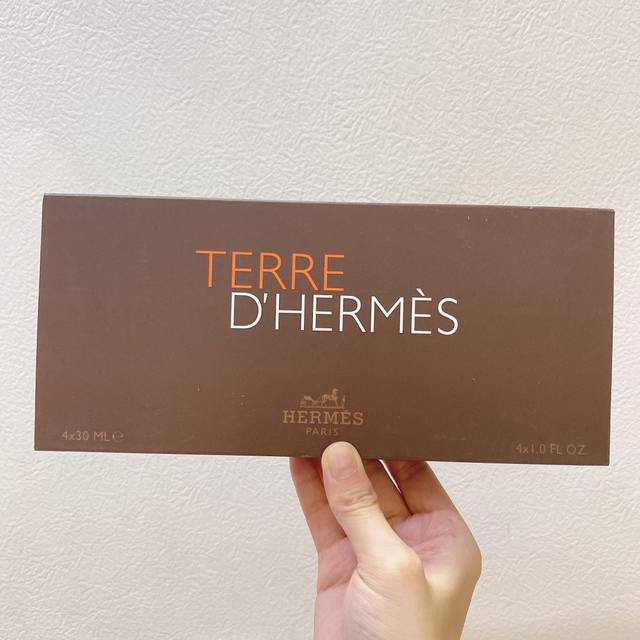 TERRE
D'HERMÈS
HERMÈS
PARIS
4x30 ML℮
4x1.0 FL OZ